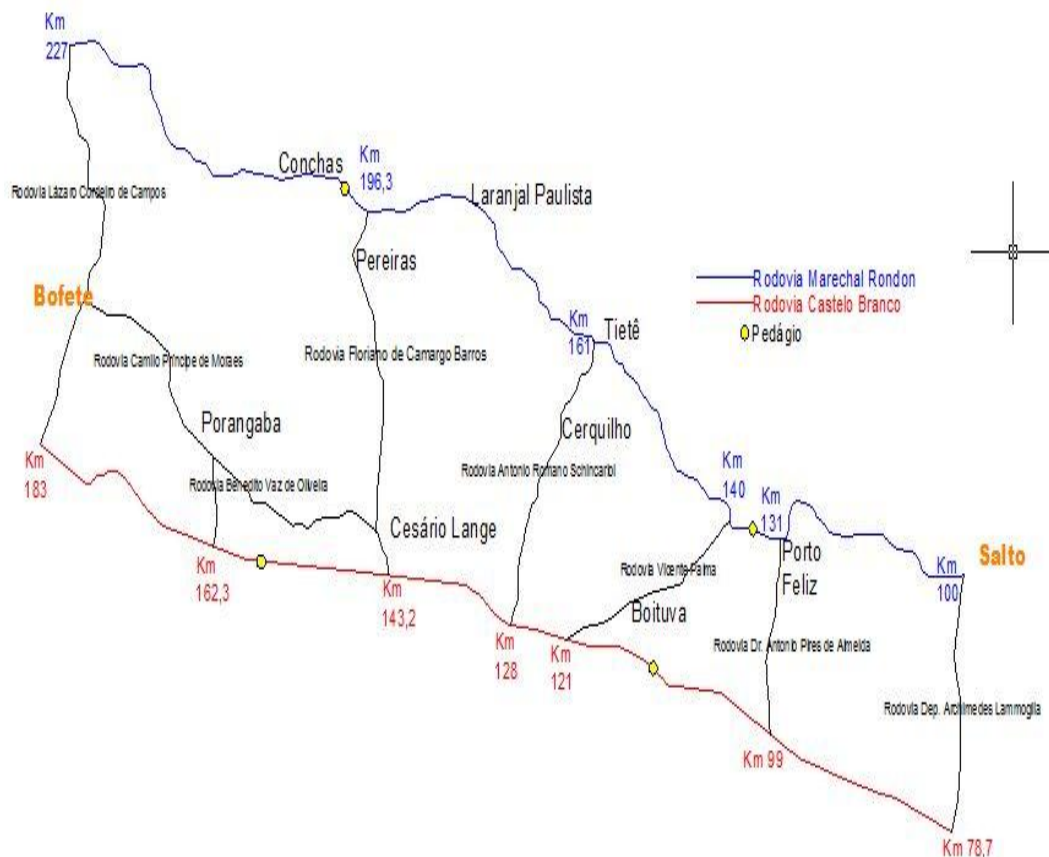 Km
227
Conchas
Km
196,3
Laranjal Paulista
Rodovia Lázaro Cordeiro de Campos
Pereiras
Rodovia Marechal Rondon
Rodovia Castelo Branco
Pedágio
Bofete
Km
161
Tietê
Rodovia Camilo Príncipe de Moraes
Rodovia Floriano de Camargo Barros
Porangaba
Cerquilho
Km
183
Rodovia Benedito Vaz de Oliveira
Rodovia Antonio Romano Schincariol
Km
140
Km
131
Cesário Lange
Porto
Feliz
Salto
Km
100
Km
162,3
Km
143,2
Rodovia Vicente Palma
Boituva
Km
128
Km
121
Rodovia Dr. Antonio Pires de Almeida
Rodovia Dep. Archimedes Lammoglia
Km 99
Km 78,7